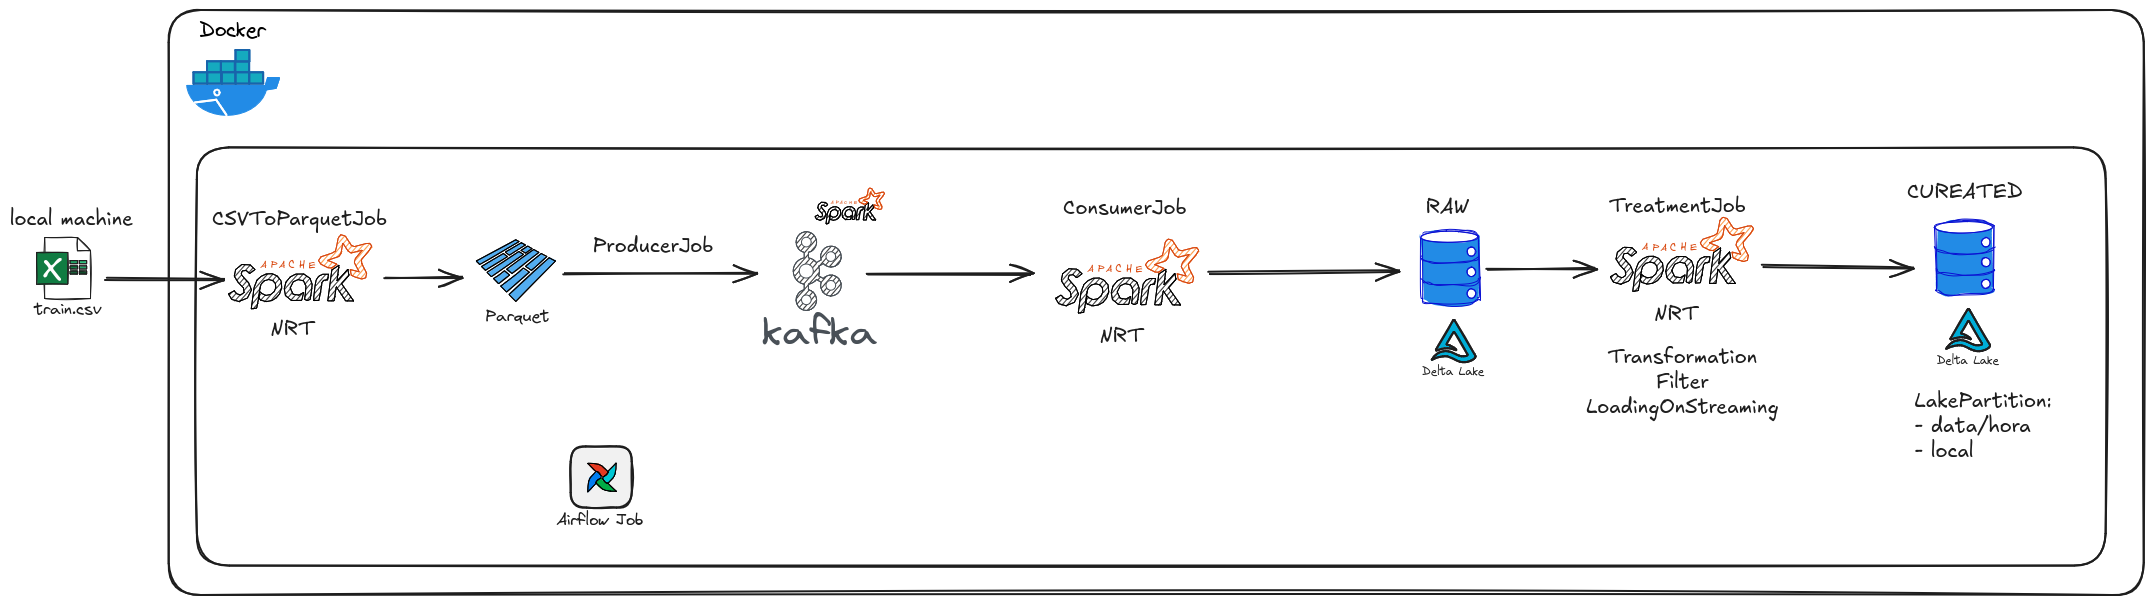 Docker
local machine
train.csv
CSVToParquetJob
APACHE
Spark
NRT
Parquet
ProducerJob
APACHE
Spark
kafka
ConsumerJob
APACHE
Spark
NRT
RAW
Delta Lake
TreatmentJob
APACHE
Spark
NRT
Transformation
Filter
LoadingOnStreaming
CUREATED
Delta Lake
LakePartition:
- data/hora
- local
Airflow Job